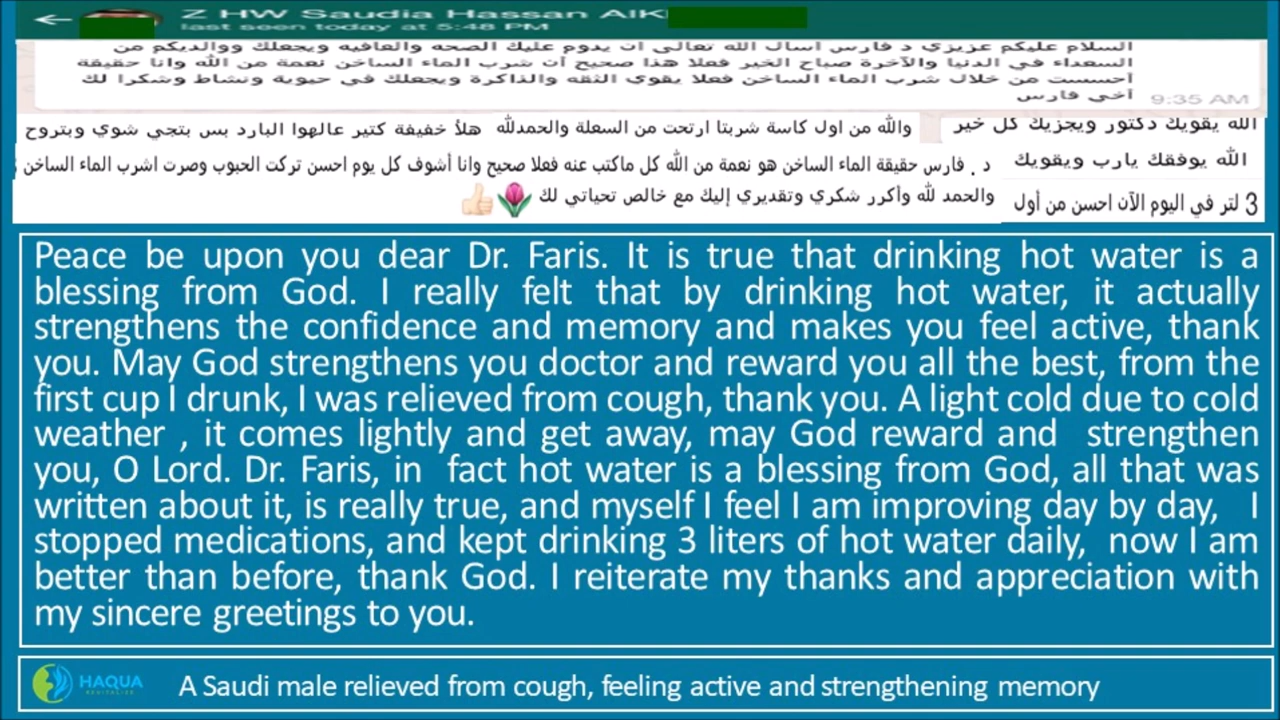 Z HW Saudia Hassan AlK
last seen today at 5:48 PM
السلام عليكم عزيزي د فارس اسال الله تعالى ان يدوم عليك الصحه والعافيه ويجعلك ووالديكم من
السعداء في الدنيا والآخرة صباح الخير فعلا هذا صحيح أن شرب الماء الساخن نعمة من الله وانا حقيقة
أحسست من خلال شرب الماء الساخن فعلا يقوي الثقه والذاكرة ويجعلك في حيوية ونشاط وشكرا لك
أخي فارس
9:35 AM
الله يقويك دكتور ويجزيك كل خير
والله من اول كاسة شربتا ارتحت من السعلة والحمدلله
هلأ خفيفة كتير عالهوا البارد بس بتجي شوي وبتروح
الله يوفقك يارب ويقويك
د . فارس حقيقة الماء الساخن هو نعمة من الله كل ماكتب عنه فعلا صحيح وانا أشوف كل يوم احسن تركت الحبوب وصرت اشرب الماء الساخن
3 لتر في اليوم الآن احسن من أول
والحمد لله وأكرر شكري وتقديري إليك مع خالص تحياتي لك 🌷👍🏻
Peace be upon you dear Dr. Faris. It is true that drinking hot water is a
blessing from God. I really felt that by drinking hot water, it actually
strengthens the confidence and memory and makes you feel active, thank
you. May God strengthens you doctor and reward you all the best, from the
first cup I drunk, I was relieved from cough, thank you. A light cold due to cold
weather , it comes lightly and get away, may God reward and strengthen
you, O Lord. Dr. Faris, in fact hot water is a blessing from God, all that was
written about it, is really true, and myself I feel I am improving day by day, I
stopped medications, and kept drinking 3 liters of hot water daily, now I am
better than before, thank God. I reiterate my thanks and appreciation with
my sincere greetings to you.
HAQUA
REVITALISE
A Saudi male relieved from cough, feeling active and strengthening memory